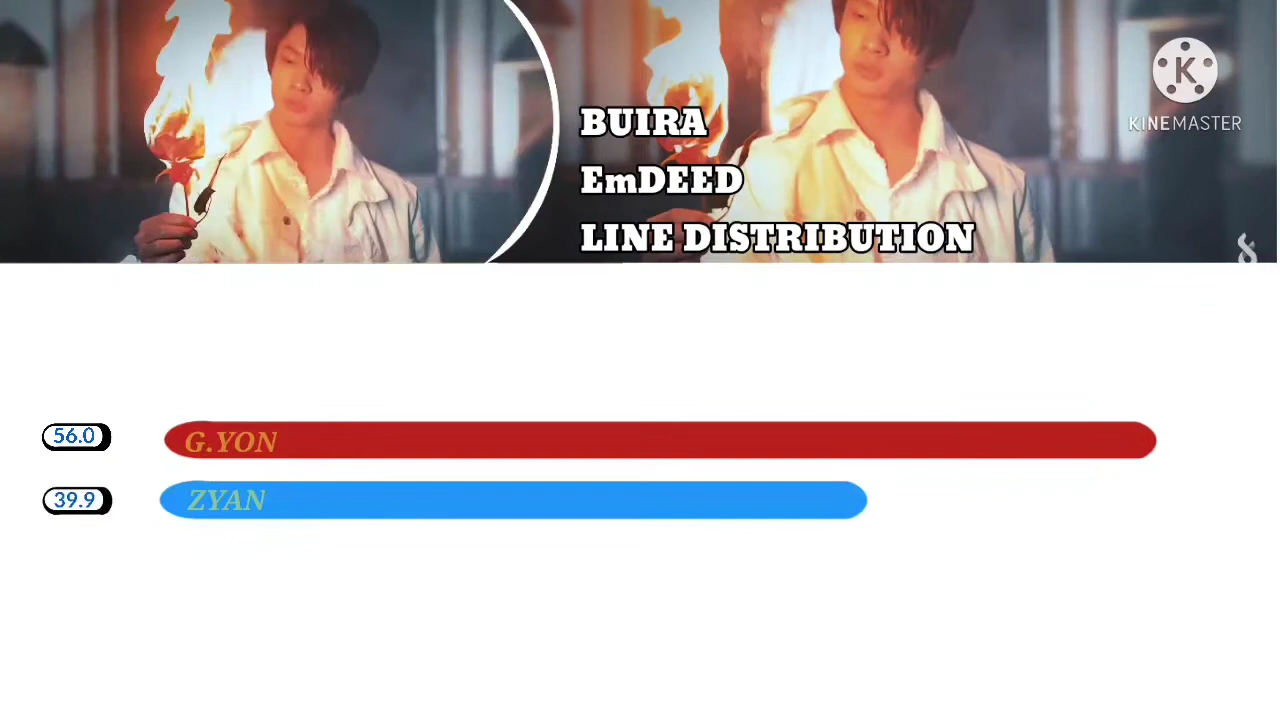 BUIRA
EmDEED
LINE DISTRIBUTION
K
KINEMASTER
56.0 G.YON
39.9 ZYAN